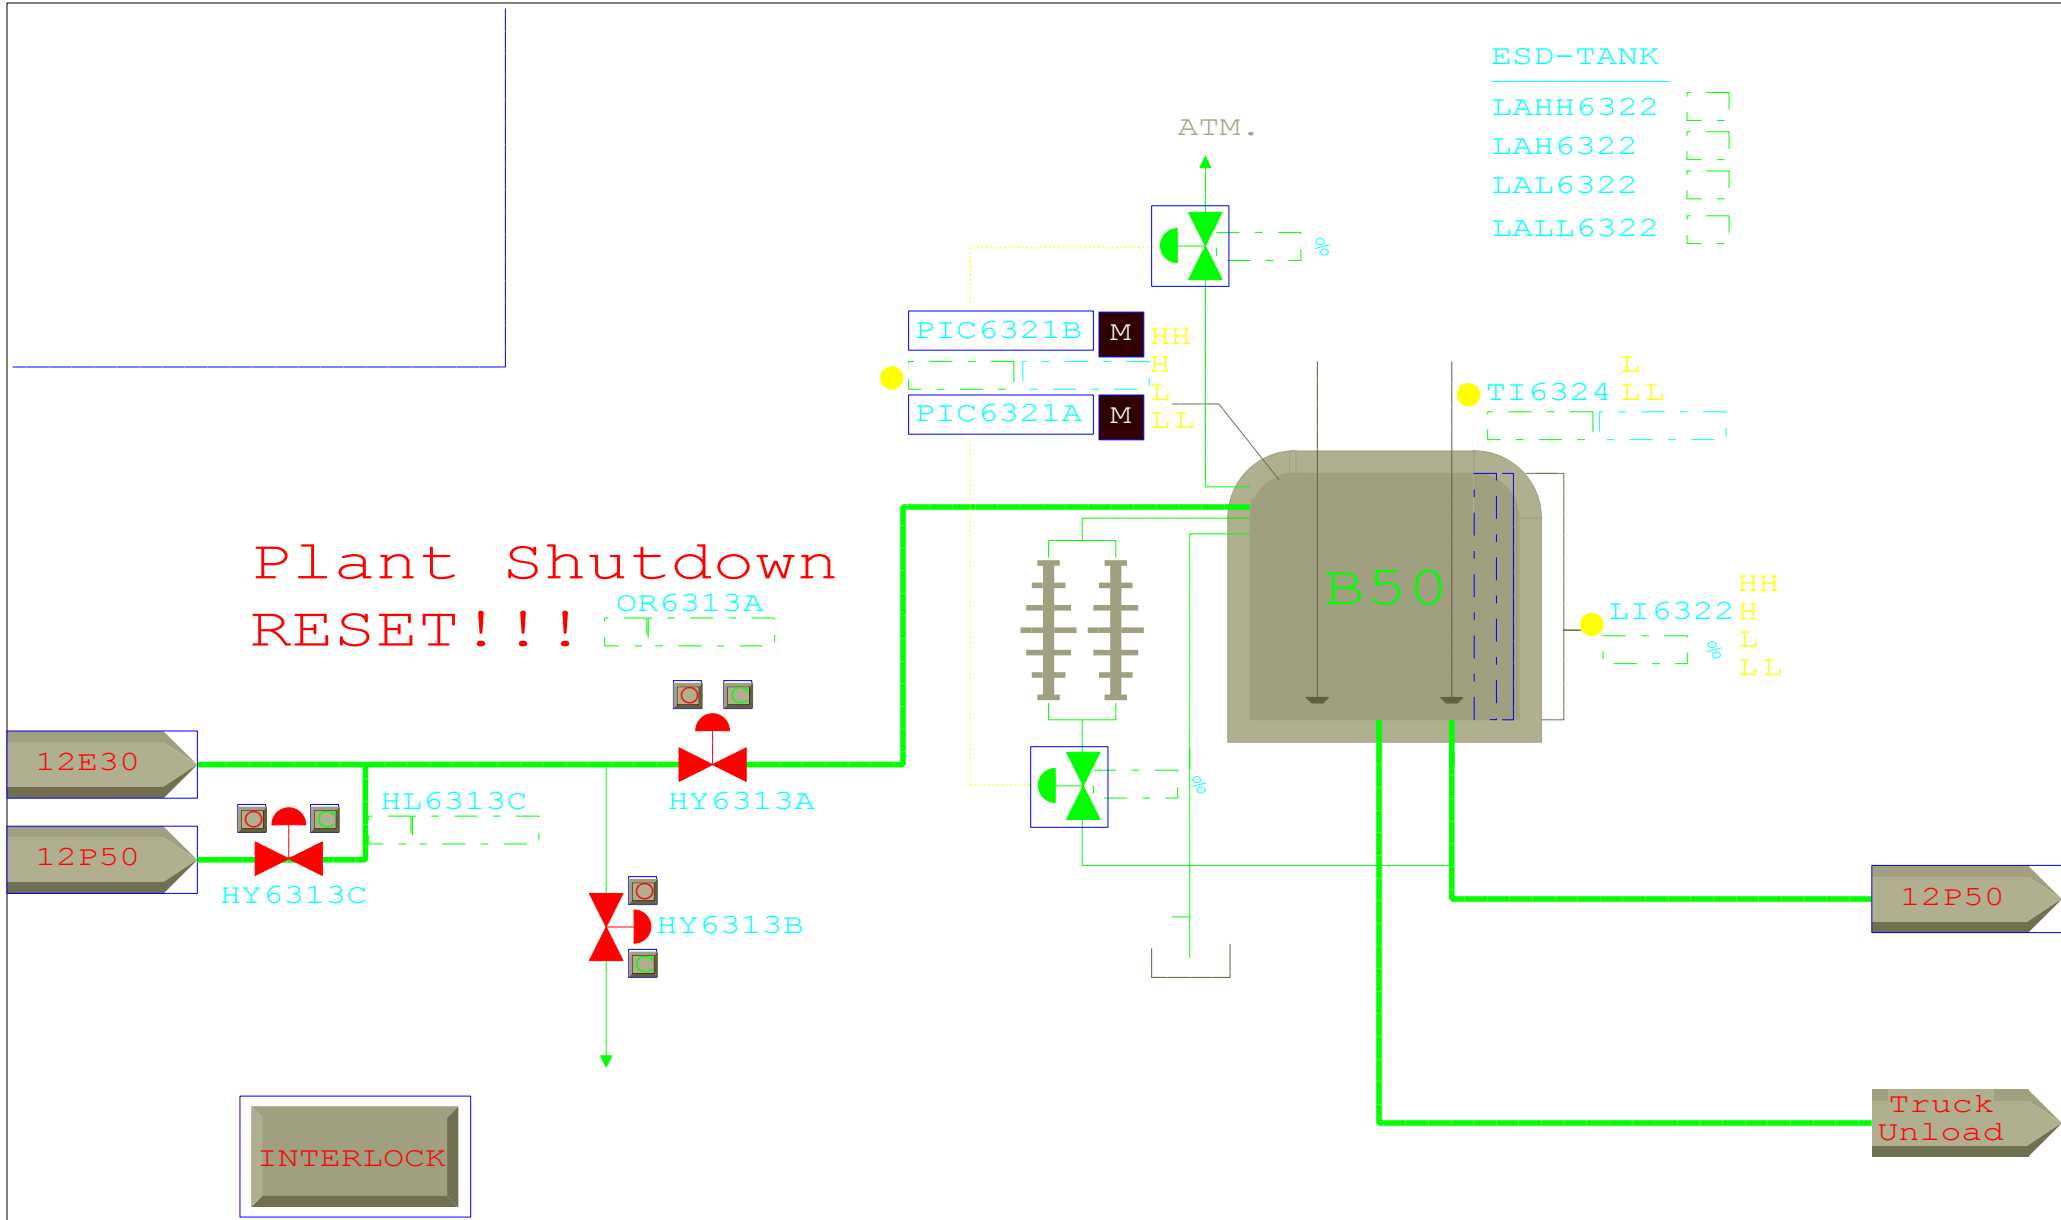 ESD-TANK
LAHH6322
LAH6322
LAL6322
LALL6322
ATM.
%
PIC6321B M
HH
H
L
LL
PIC6321A M
L
TI6324 LL
Plant Shutdown
RESET!!!
OR6313A
B50
HH
LI6322 H
L
% LL
O C
12E30
HY6313A
%
O C
HL6313C
12P50
HY6313C
O
HY6313B
C
12P50
Truck
Unload
INTERLOCK